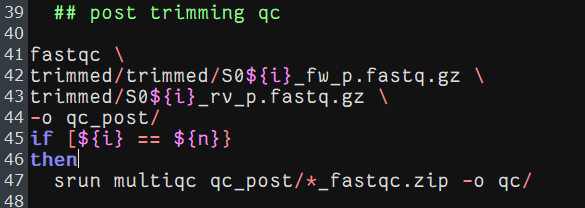 39   ## post trimming qc
40
41 fastqc \
42 trimmed/trimmed/S0${i}_fw_p.fastq.gz \
43 trimmed/S0${i}_rv_p.fastq.gz \
44 -o qc_post/
45 if [${i} == ${n}}
46 then
47   srun multiqc qc_post/*_fastqc.zip -o qc/
48